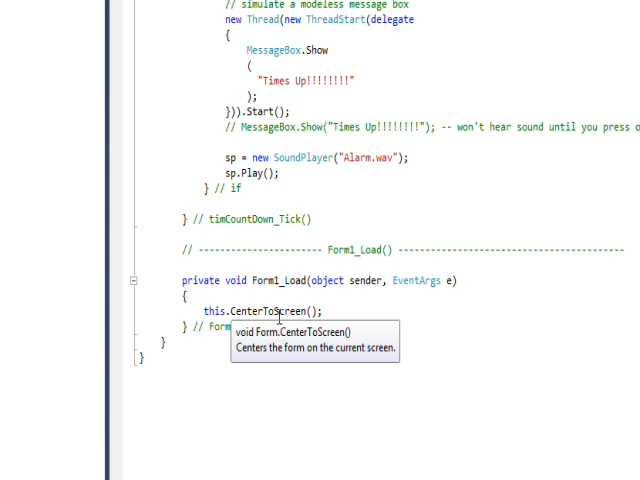 // simulate a modeless message box
new Thread(new ThreadStart(delegate
{
MessageBox.Show
(
"Times Up!!!!!!!!"
);
})).Start();
// MessageBox.Show("Times Up!!!!!!!!"); -- won't hear sound until you press o
sp = new SoundPlayer("Alarm.wav");
sp.Play();
} // if
} // timCountDown_Tick()
// ----------------------- Form1_Load() ------------------------------------------
private void Form1_Load(object sender, EventArgs e)
{
this.CenterToScreen();
} // Form
void Form.CenterToScreen()
Centers the form on the current screen.
}
}